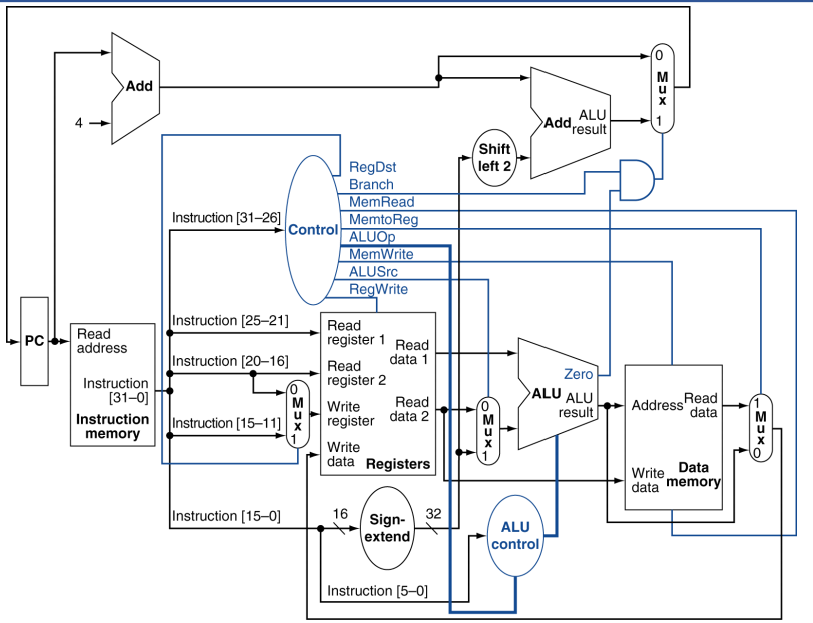 Add
4
0
M
u
x
1
Add
ALU
result
Shift
left 2
RegDst
Branch
MemRead
MemtoReg
ALUOp
MemWrite
ALUSrc
RegWrite
Control
Instruction [31–26]
Instruction [25–21]
Instruction [20–16]
Instruction [15–11]
Instruction [15–0]
Instruction [5–0]
PC
Read
address
Instruction
[31–0]
Instruction
memory
0
M
u
x
1
Read
register 1
Read
register 2
Write
register
Write
data
Read
data 1
Read
data 2
Registers
0
M
u
x
1
Zero
ALU
ALU
result
Address
Read
data
Write
data
Data
memory
1
M
u
x
0
16
Sign-
extend
32
ALU
control